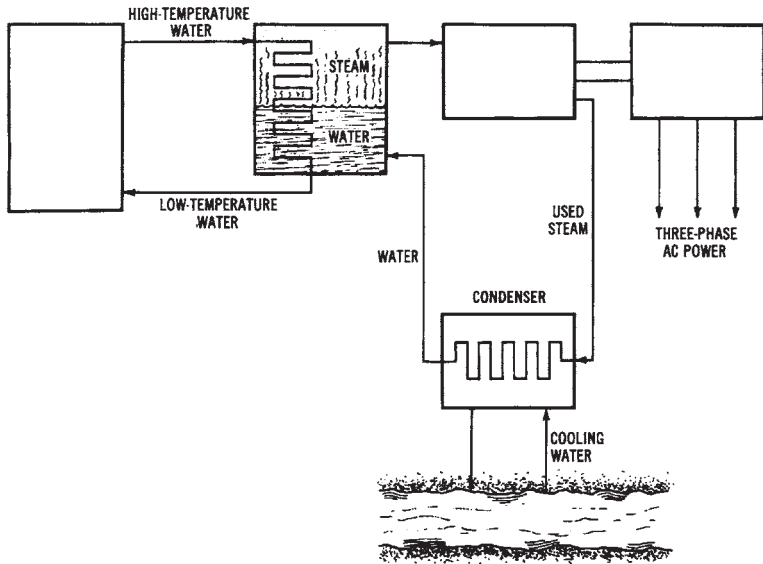 HIGH-TEMPERATURE
WATER
STEAM
WATER
LOW-TEMPERATURE
WATER
WATER
USED
STEAM
THREE-PHASE
AC POWER
CONDENSER
COOLING
WATER